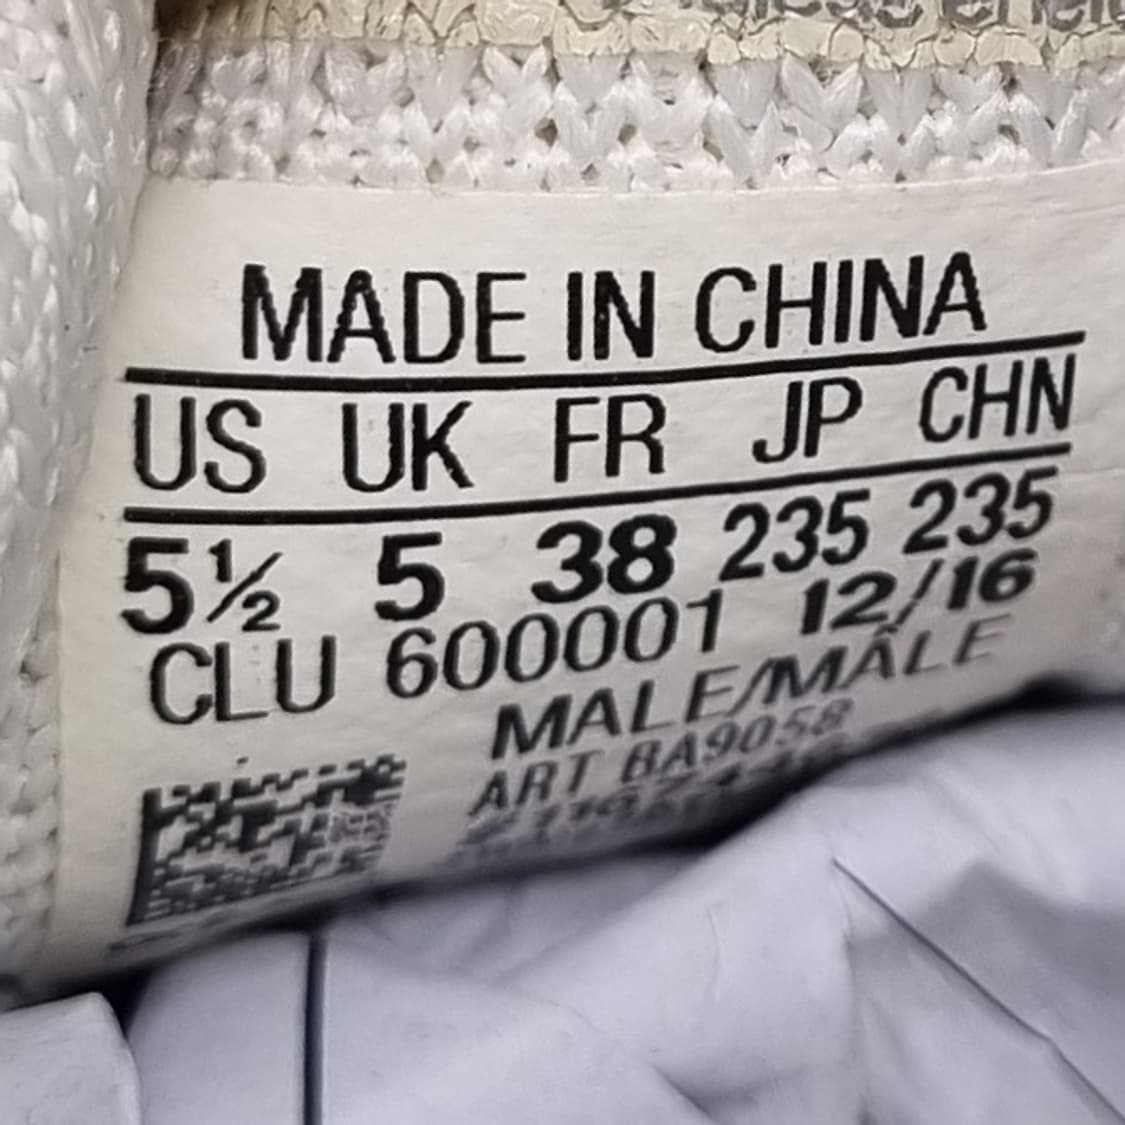 MADE IN CHINA
US UK FR JP CHN
5½ 5 38 235 235
CLU 600001 12/16
MALE/MÂLE
ART BA9058